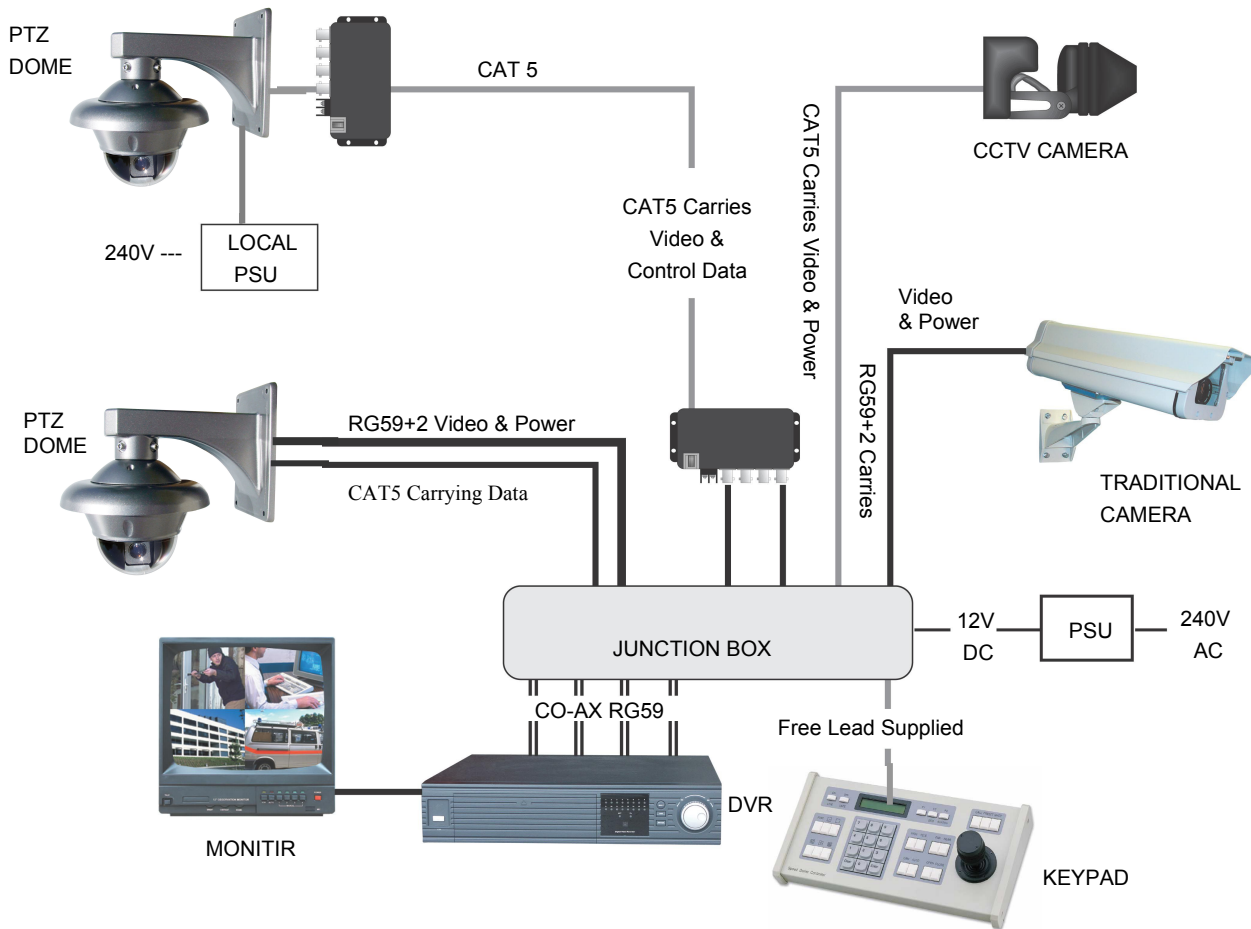 PTZ
DOME
CAT 5
CCTV CAMERA
CAT5 Carries Video & Power
CAT5 Carries
Video &
Control Data
240V ---
LOCAL
PSU
Video
& Power
RG59+2 Carries
TRADITIONAL
CAMERA
PTZ
DOME
RG59+2 Video & Power
CAT5 Carrying Data
JUNCTION BOX
12V
DC
PSU
240V
AC
CO-AX RG59
Free Lead Supplied
DVR
MONITIR
KEYPAD